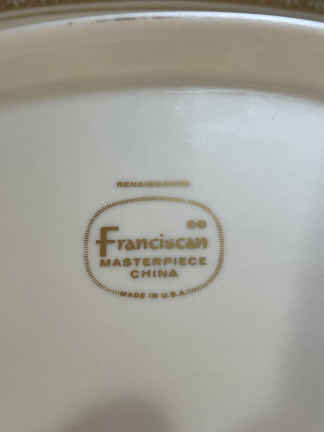 RENAISSANCE
Franciscan
MASTERPIECE
CHINA
MADE IN U.S.A.